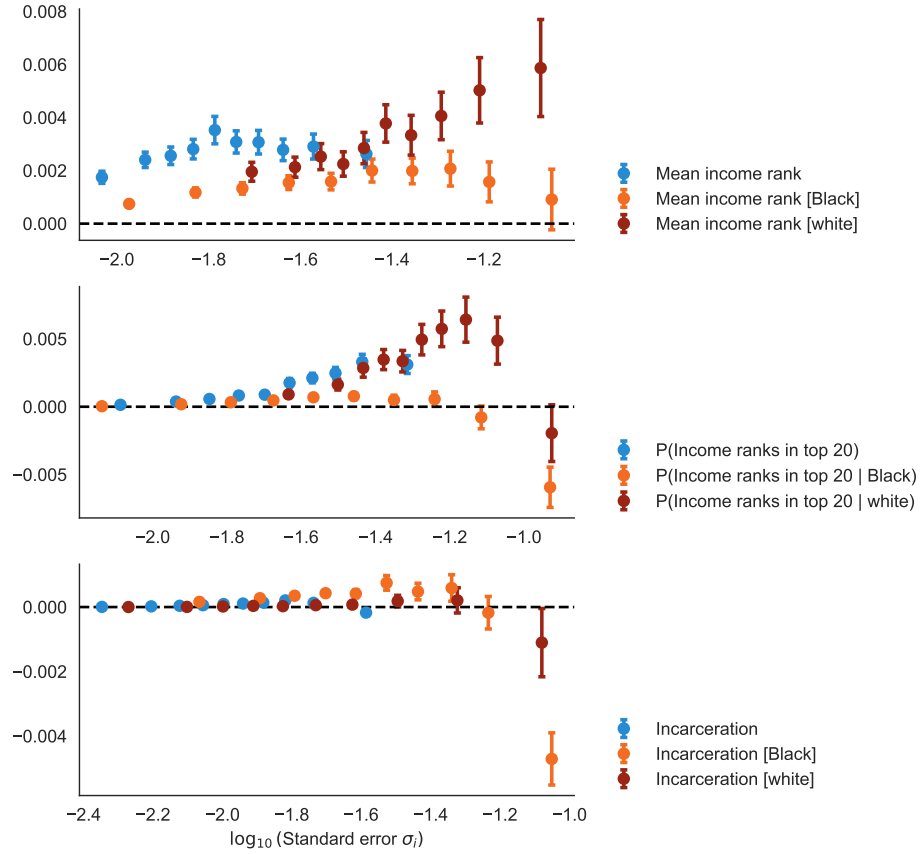 0.008
0.006
0.004
0.002
0.000
−2.0 −1.8 −1.6 −1.4 −1.2
Mean income rank
Mean income rank [Black]
Mean income rank [white]
0.005
0.000
−0.005
−2.0 −1.8 −1.6 −1.4 −1.2 −1.0
P(Income ranks in top 20)
P(Income ranks in top 20 | Black)
P(Income ranks in top 20 | white)
0.000
−0.002
−0.004
−2.4 −2.2 −2.0 −1.8 −1.6 −1.4 −1.2 −1.0
log₁₀ (Standard error σᵢ)
Incarceration
Incarceration [Black]
Incarceration [white]